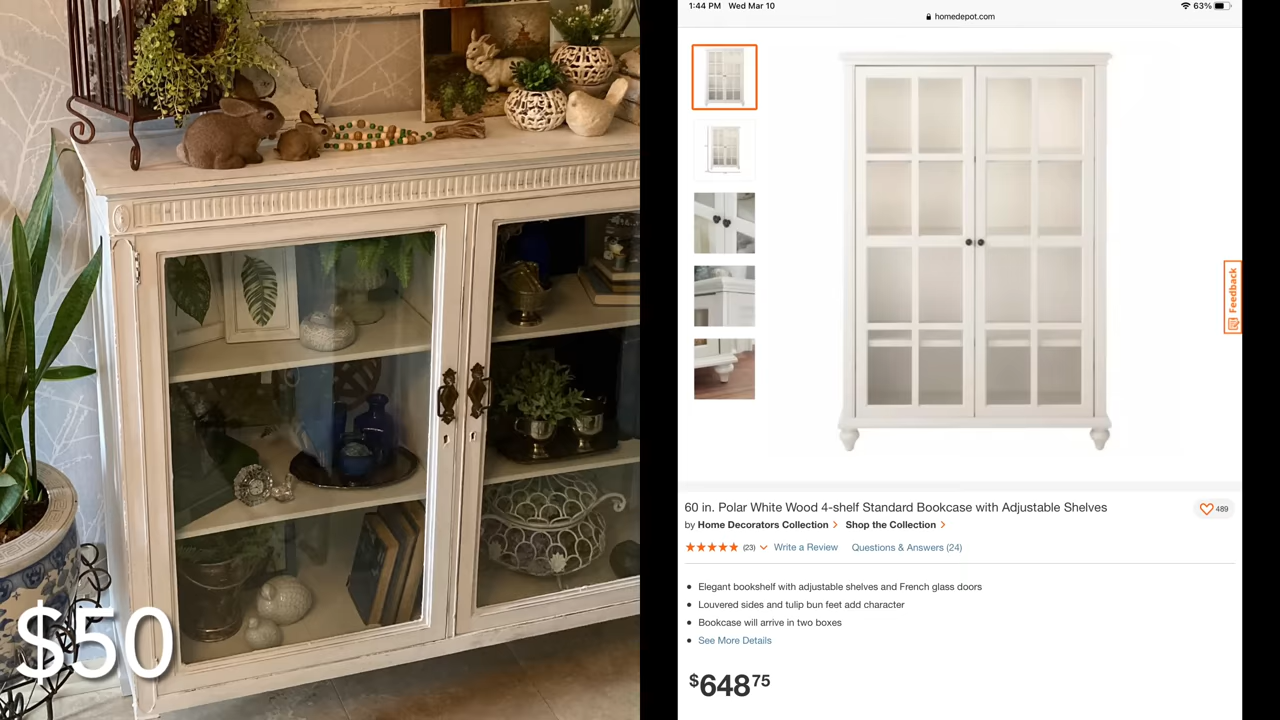 $50
1:44 PM Wed Mar 10
63%
homedepot.com
Feedback
60 in. Polar White Wood 4-shelf Standard Bookcase with Adjustable Shelves
489
by Home Decorators Collection > Shop the Collection >
(23) Write a Review Questions & Answers (24)
• Elegant bookshelf with adjustable shelves and French glass doors
• Louvered sides and tulip bun feet add character
• Bookcase will arrive in two boxes
• See More Details
$648 75